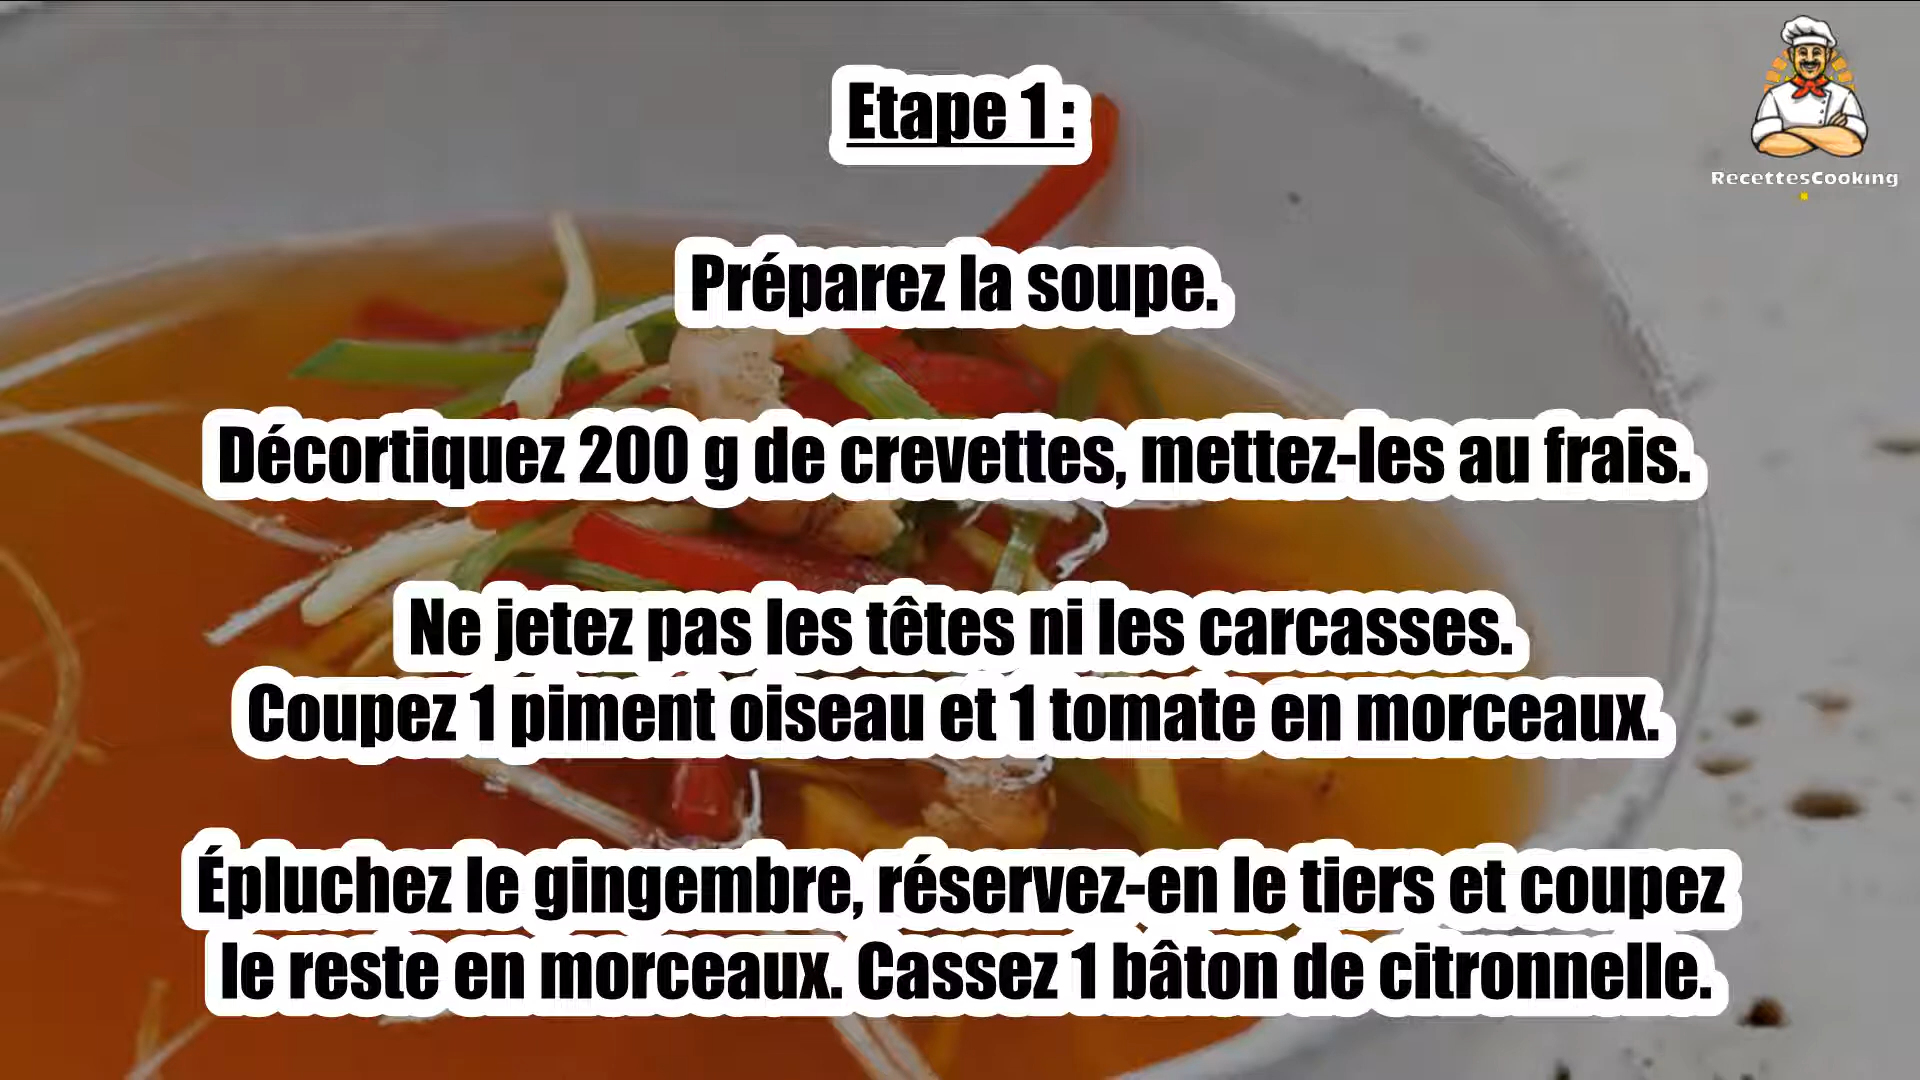 RecettesCooking
Etape 1 :
Préparez la soupe.
Décortiquez 200 g de crevettes, mettez-les au frais.
Ne jetez pas les têtes ni les carcasses.
Coupez 1 piment oiseau et 1 tomate en morceaux.
Épluchez le gingembre, réservez-en le tiers et coupez
le reste en morceaux. Cassez 1 bâton de citronnelle.